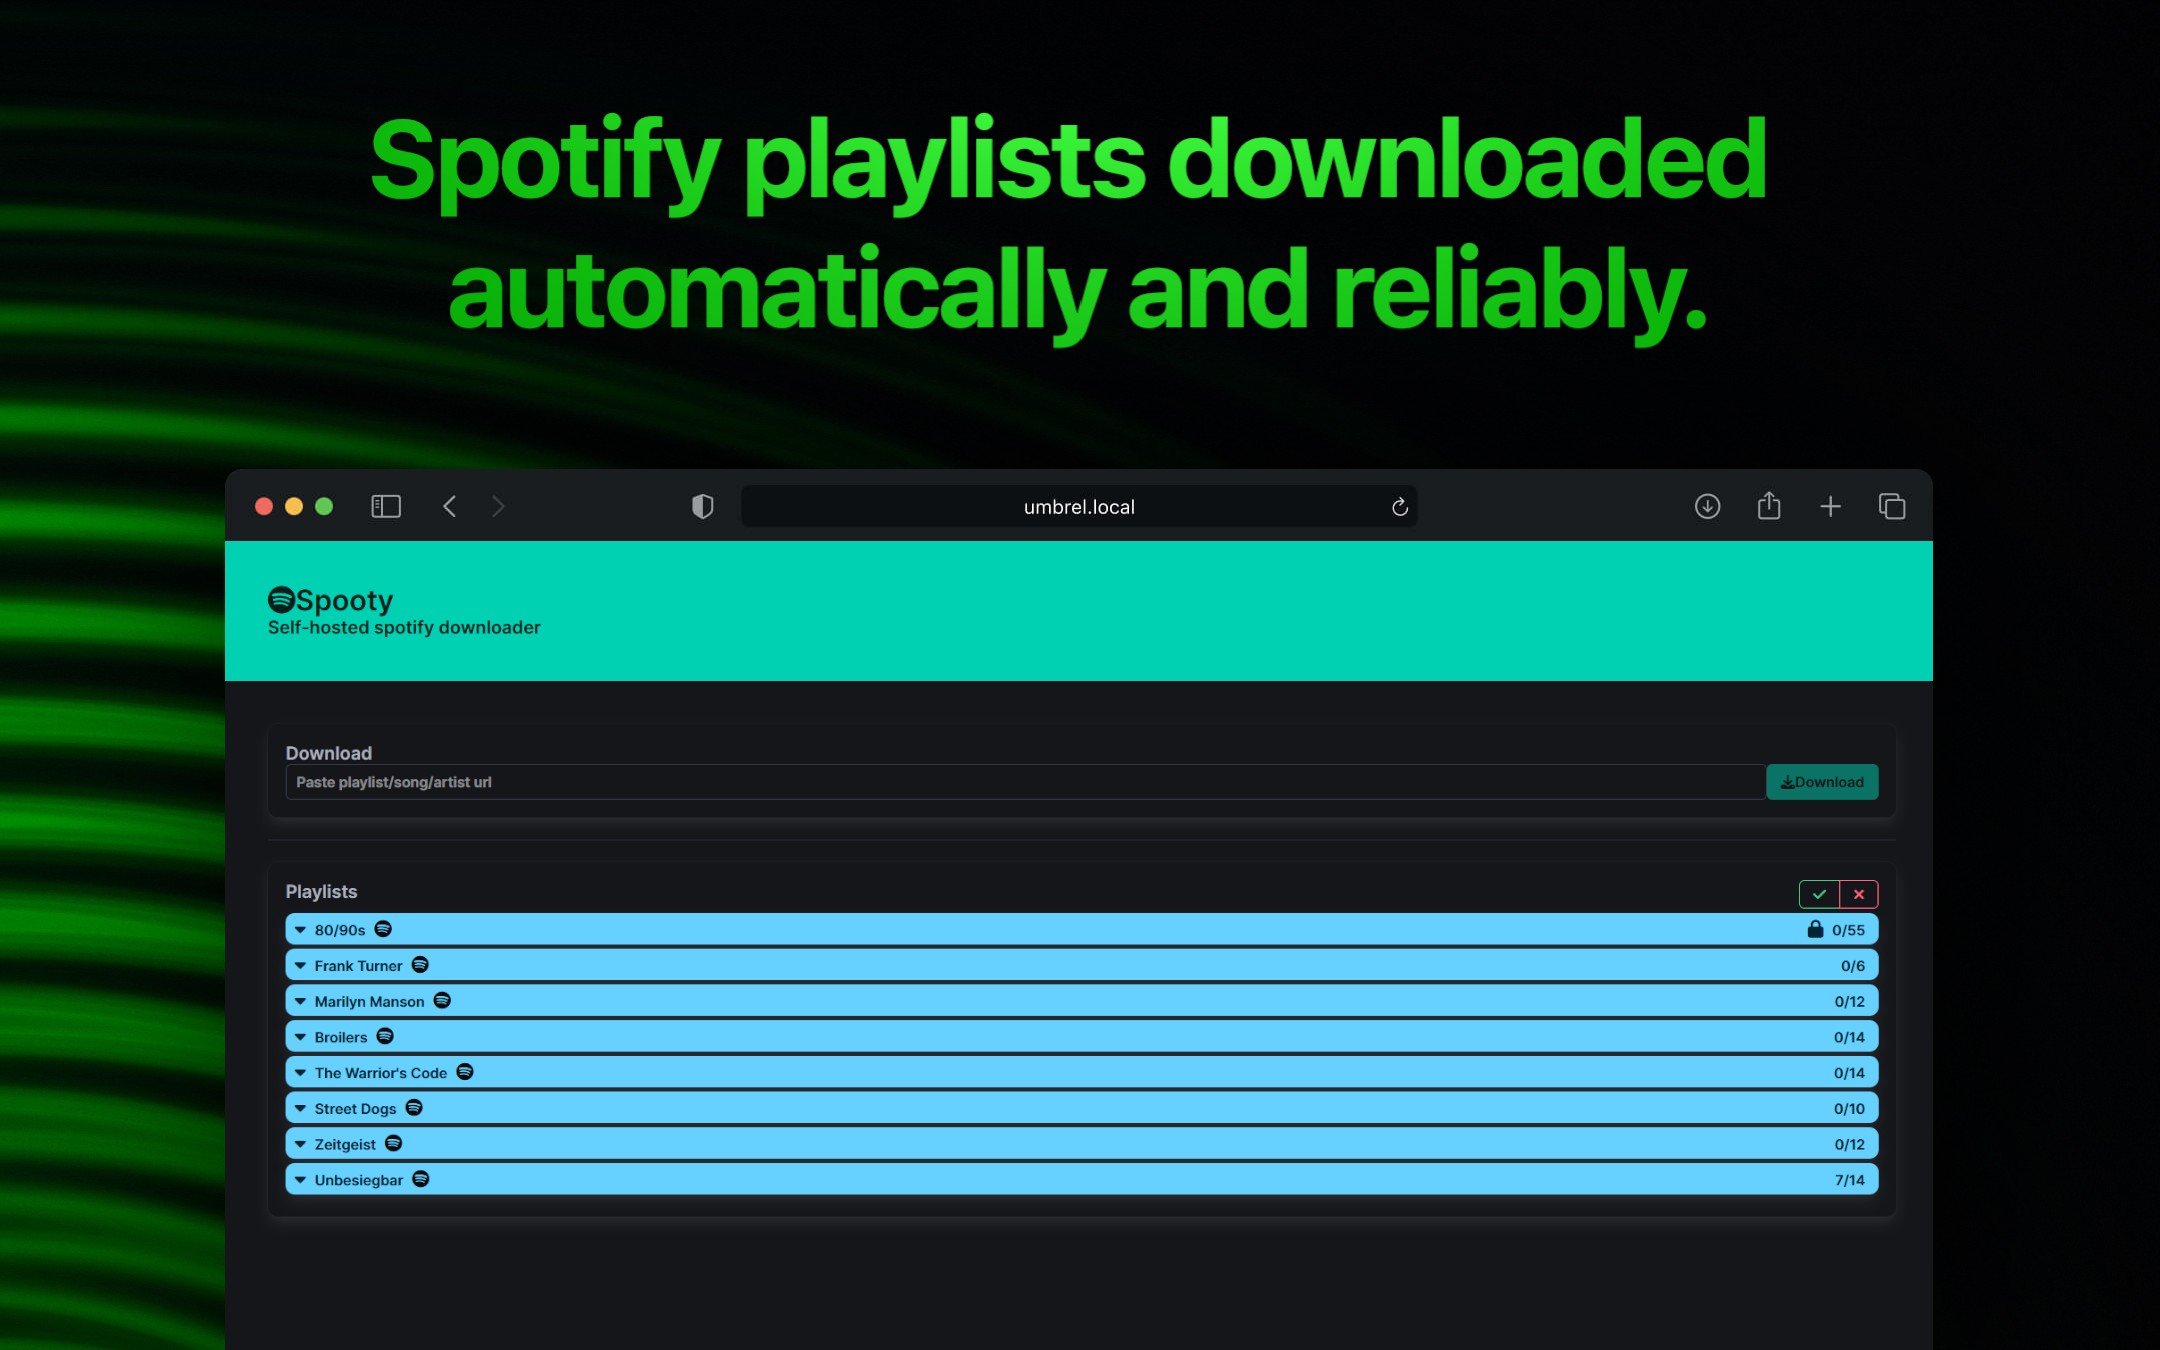 Spotify playlists downloaded
automatically and reliably.
umbrel.local
Spooty
Self-hosted spotify downloader
Download
Paste playlist/song/artist url
Download
Playlists
80/90s 0/55
Frank Turner 0/6
Marilyn Manson 0/12
Broilers 0/14
The Warrior's Code 0/14
Street Dogs 0/10
Zeitgeist 0/12
Unbesiegbar 7/14